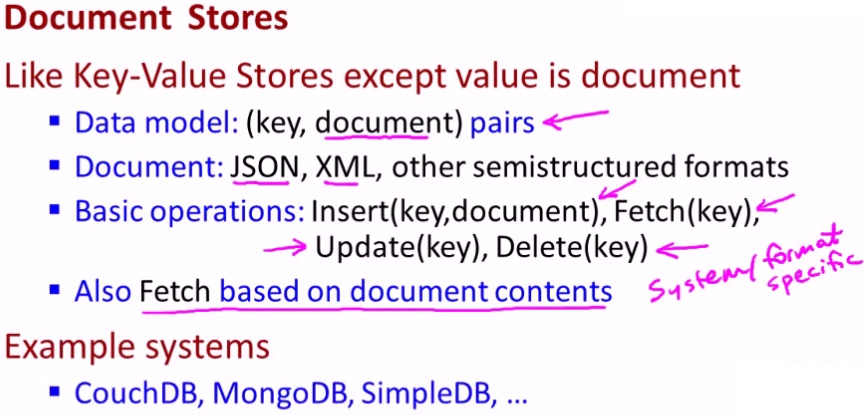 Document Stores
Like Key-Value Stores except value is document
▪ Data model: (key, document) pairs
▪ Document: JSON, XML, other semistructured formats
▪ Basic operations: Insert(key,document), Fetch(key),
Update(key), Delete(key)
▪ Also Fetch based on document contents
System/format
specific
Example systems
▪ CouchDB, MongoDB, SimpleDB, …